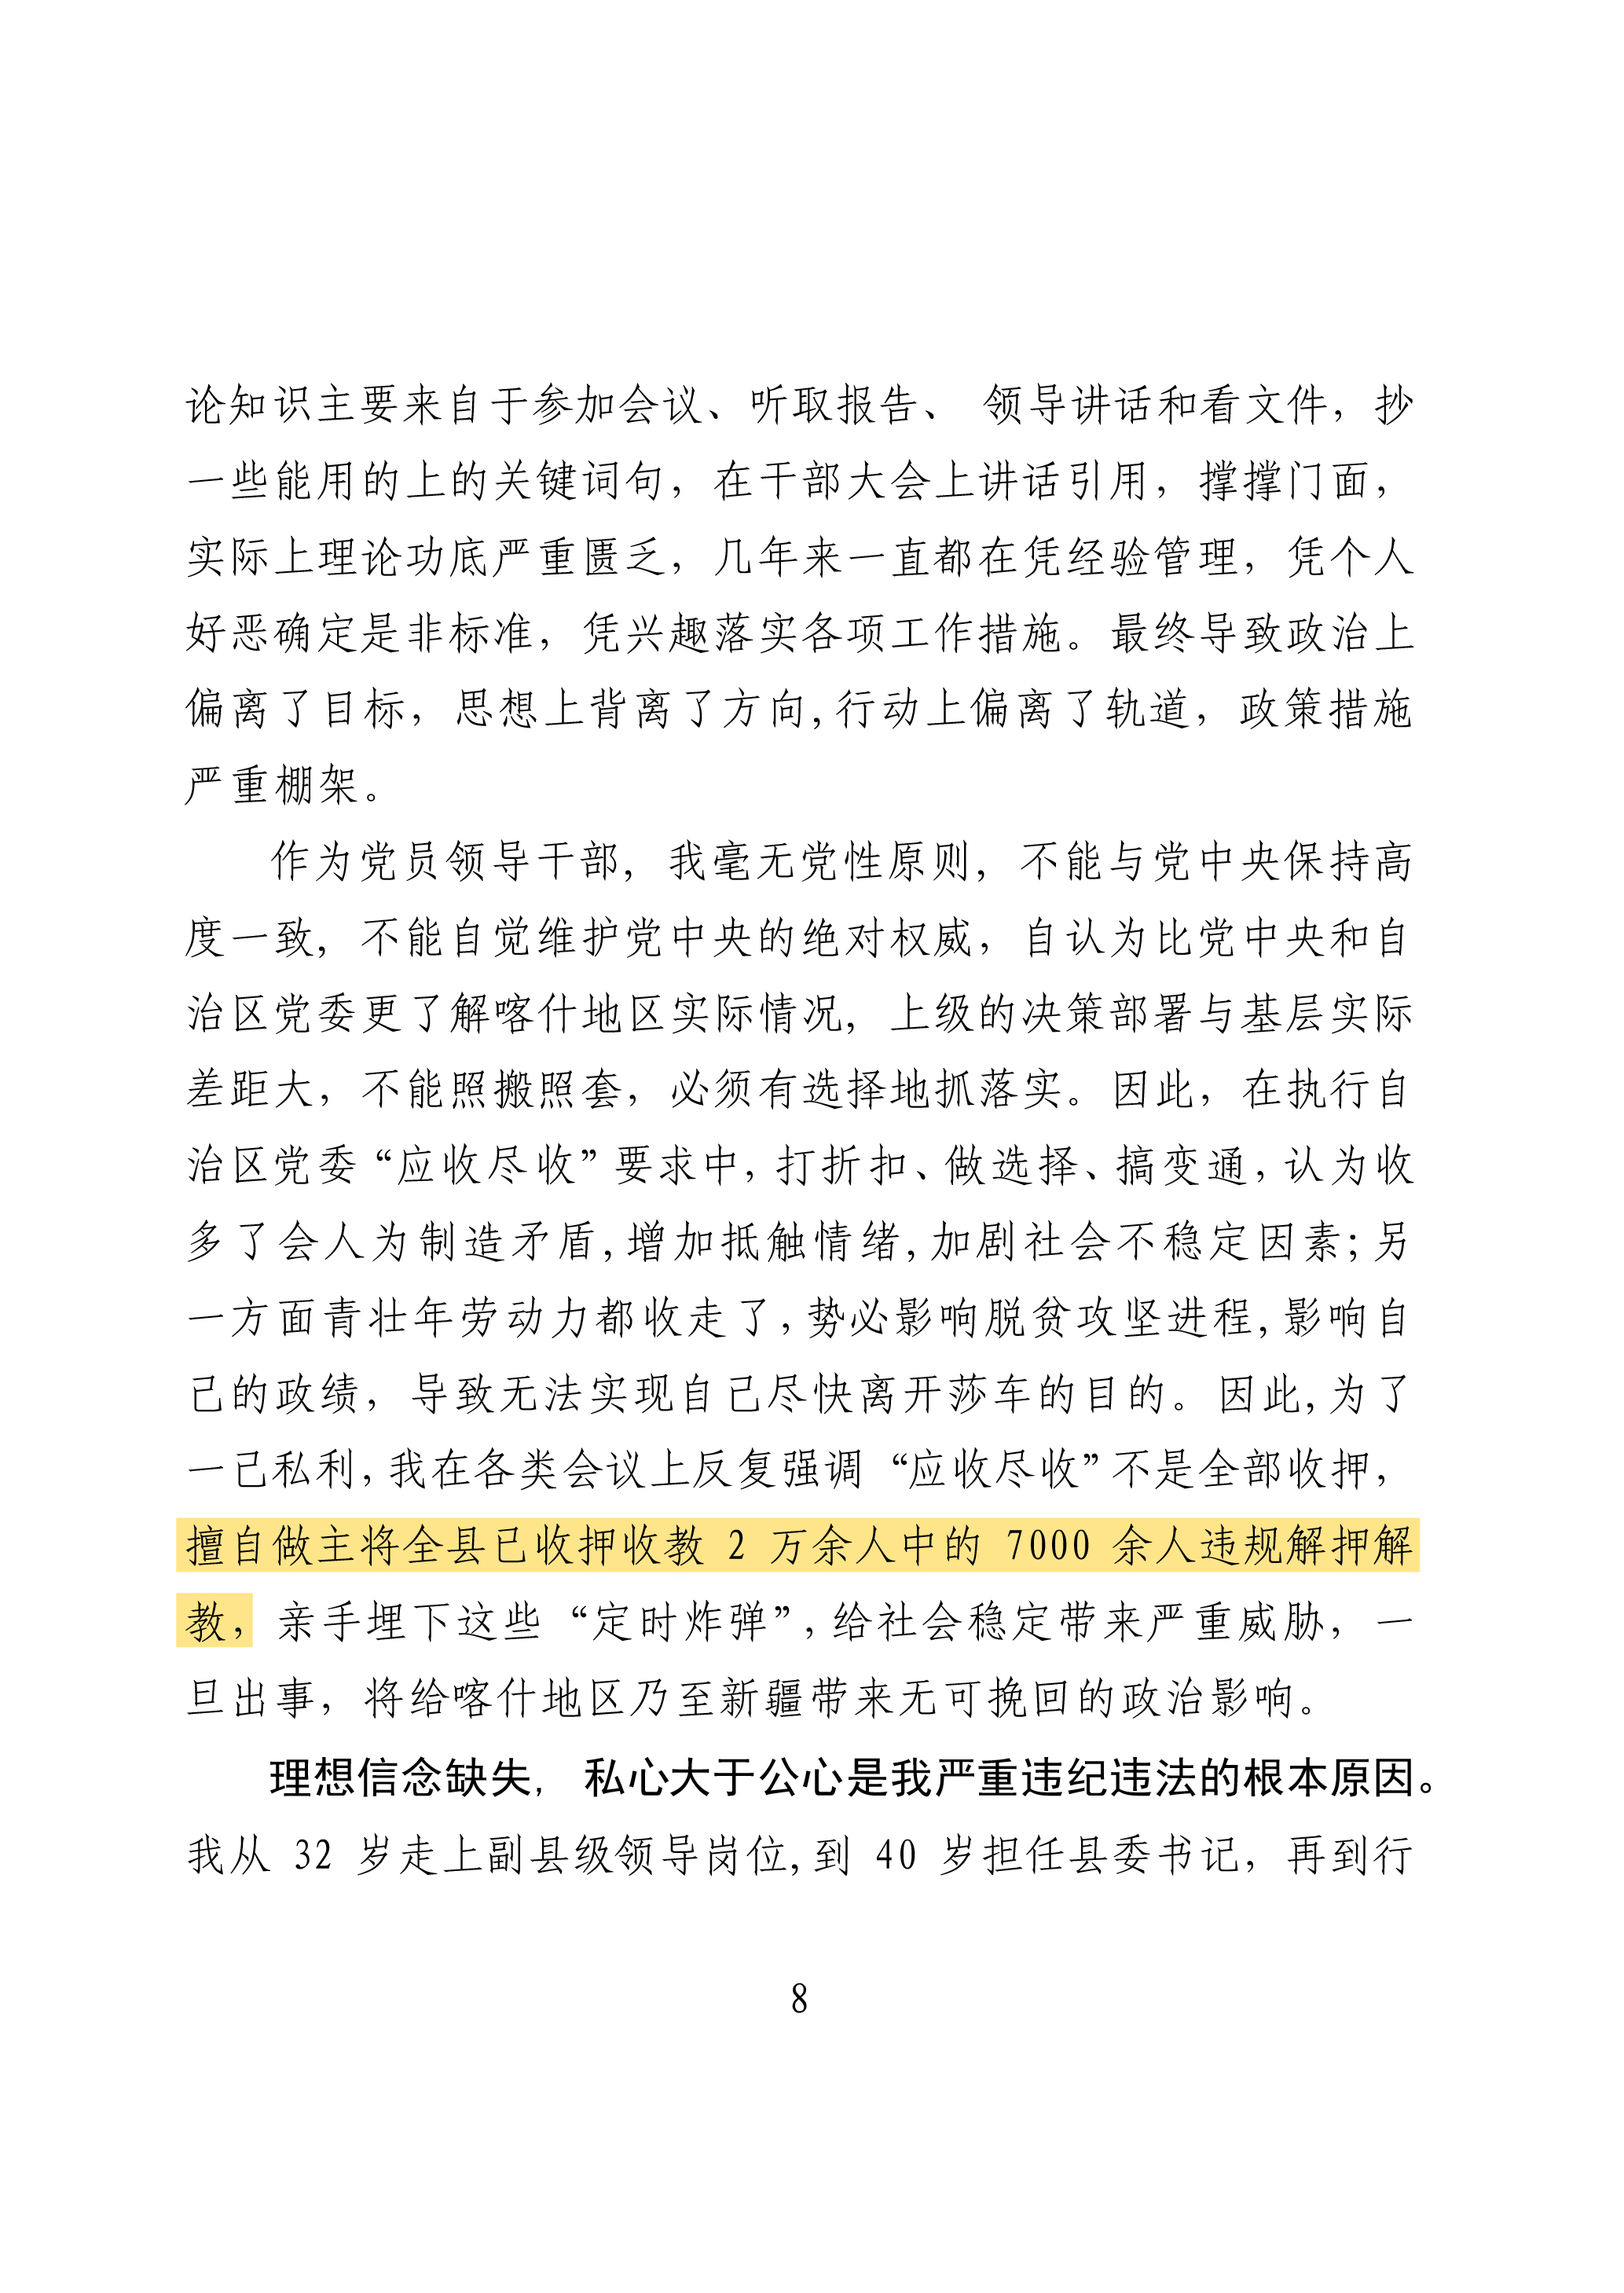 论知识主要来自于参加会议、听取报告、 领导讲话和看文件，抄
一些能用的上的关键词句，在干部大会上讲话引用，撑撑门面，
实际上理论功底严重匮乏，几年来一直都在凭经验管理，凭个人
好恶确定是非标准，凭兴趣落实各项工作措施。最终导致政治上
偏离了目标，思想上背离了方向,行动上偏离了轨道，政策措施
严重棚架。
作为党员领导干部，我毫无党性原则，不能与党中央保持高
度一致，不能自觉维护党中央的绝对权威，自认为比党中央和自
治区党委更了解喀什地区实际情况，上级的决策部署与基层实际
差距大，不能照搬照套，必须有选择地抓落实。因此，在执行自
治区党委“应收尽收”要求中,打折扣、做选择、搞变通,认为收
多了会人为制造矛盾,增加抵触情绪,加剧社会不稳定因素;另
一方面青壮年劳动力都收走了,势必影响脱贫攻坚进程,影响自
己的政绩，导致无法实现自己尽快离开莎车的目的。因此,为了
一己私利,我在各类会议上反复强调 “应收尽收”不是全部收押，
擅自做主将全县已收押收教 2 万余人中的 7000 余人违规解押解
教，亲手埋下这些 “定时炸弹”,给社会稳定带来严重威胁，一
旦出事，将给喀什地区乃至新疆带来无可挽回的政治影响。
理想信念缺失， 私心大于公心是我严重违纪违法的根本原因。
我从 32 岁走上副县级领导岗位,到 40 岁担任县委书记，再到行
8